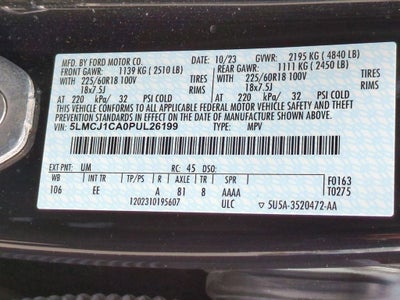 MFD. BY FORD MOTOR CO. 10/23 GVWR: 2195 KG (4840 LB)
FRONT GAWR: 1139 KG (2510 LB) REAR GAWR: 1111 KG (2450 LB)
225/60R18 100V TIRES 225/60R18 100V TIRES
18x7.5J RIMS 18x7.5J RIMS
AT 220 kPa/ 32 PSI COLD AT 220 kPa/ 32 PSI COLD
THIS VEHICLE CONFORMS TO ALL APPLICABLE FEDERAL MOTOR VEHICLE SAFETY AND THEFT
PREVENTION STANDARDS IN EFFECT ON THE DATE OF MANUFACTURE SHOWN ABOVE.
VIN: 5LMCJ1CA0PUL26199 TYPE: MPV
EXT PNT: UM RC: 45 DSO: F0163
WB INT TR TP/PS R AXLE TR SPR T0275
106 EE A 81 8 AAAA
1202310195607 ULC 5U5A-3520472-AA